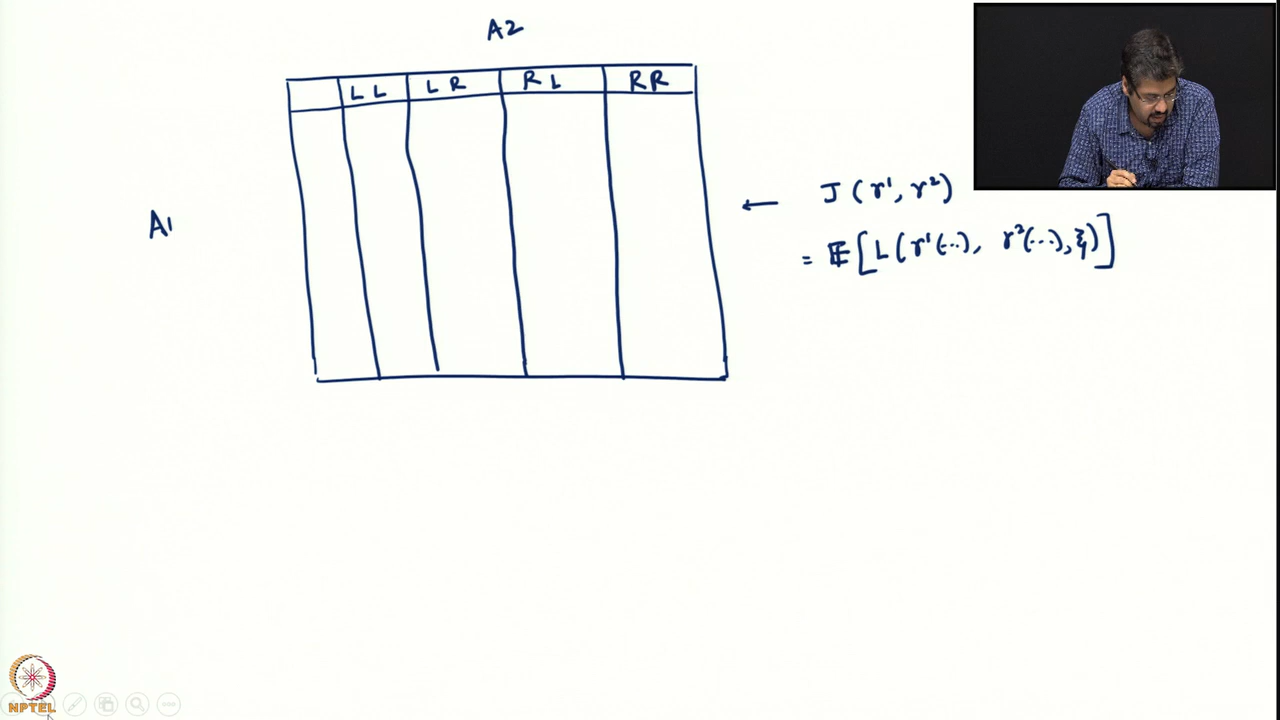 A2
LL LR RL RR
← J(γ¹, γ²)
A1
= 𝔼[L(γ¹(...), γ²(...), ξ)]
NPTEL